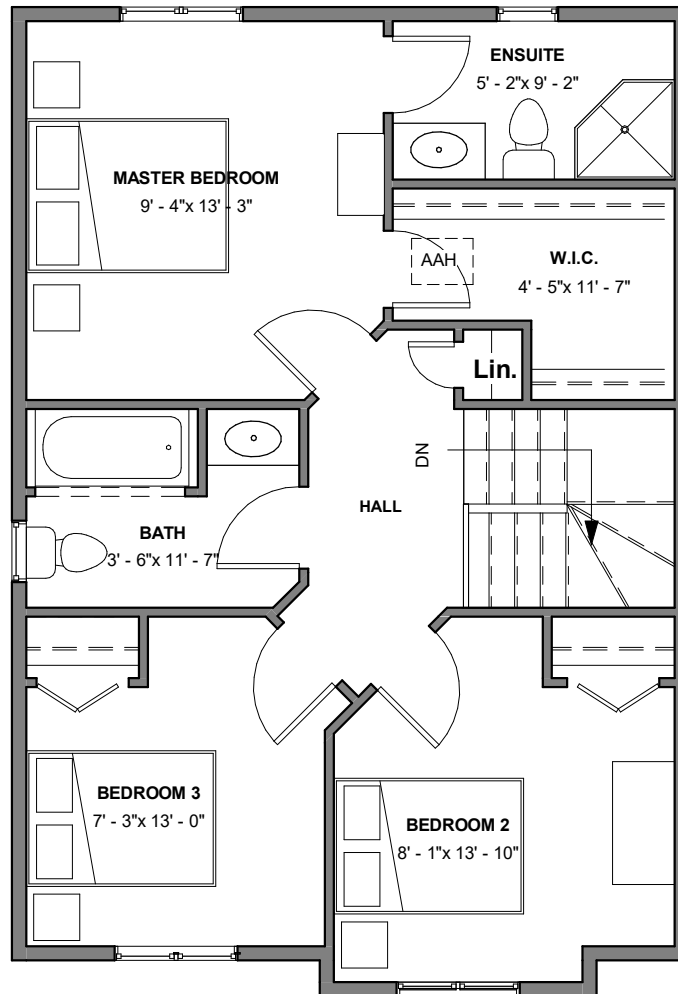 ENSUITE
5' - 2"x 9' - 2"
MASTER BEDROOM
9' - 4"x 13' - 3"
AAH
W.I.C.
4' - 5"x 11' - 7"
Lin.
DN
HALL
BATH
3' - 6"x 11' - 7"
BEDROOM 3
7' - 3"x 13' - 0"
BEDROOM 2
8' - 1"x 13' - 10"